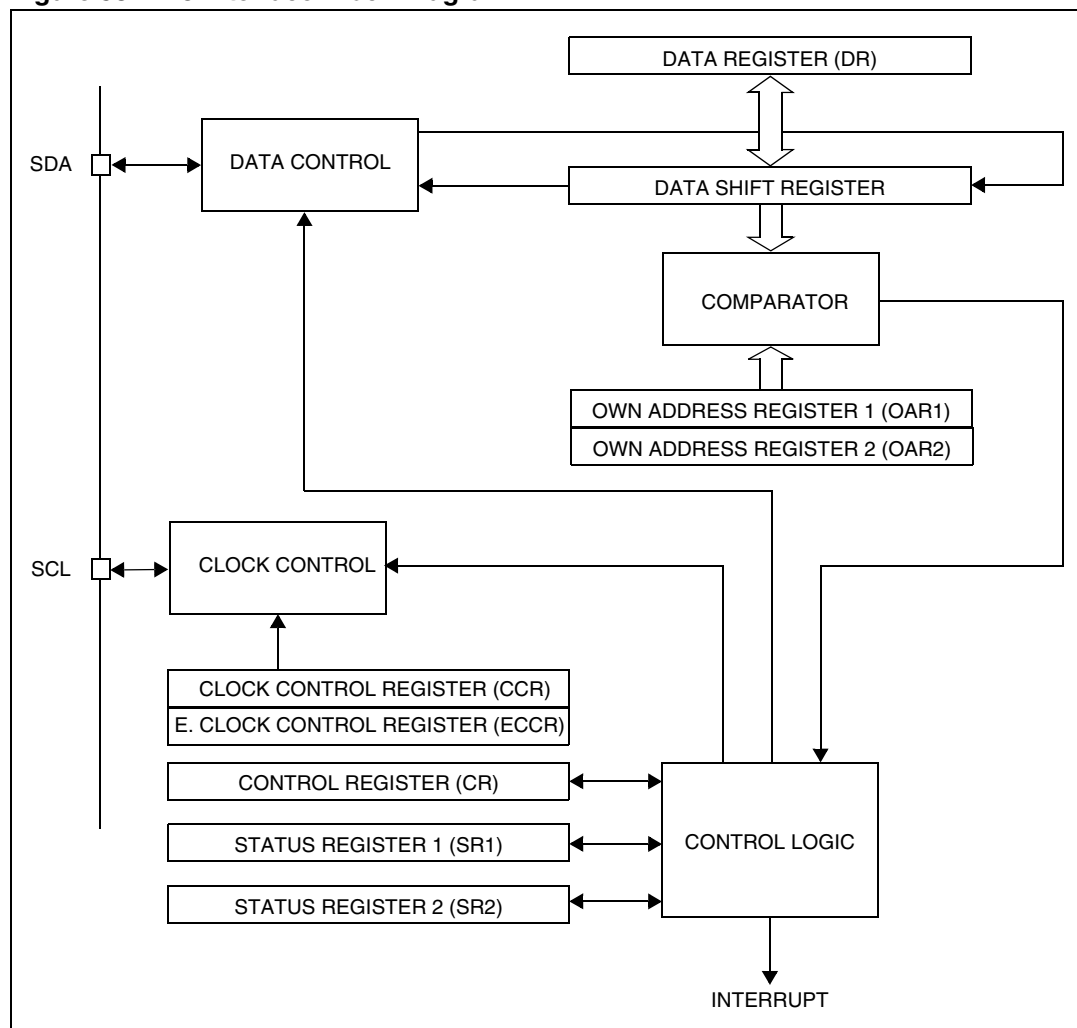 DATA REGISTER (DR)
SDA
DATA CONTROL
DATA SHIFT REGISTER
COMPARATOR
OWN ADDRESS REGISTER 1 (OAR1)
OWN ADDRESS REGISTER 2 (OAR2)
SCL
CLOCK CONTROL
CLOCK CONTROL REGISTER (CCR)
E. CLOCK CONTROL REGISTER (ECCR)
CONTROL REGISTER (CR)
STATUS REGISTER 1 (SR1)
CONTROL LOGIC
STATUS REGISTER 2 (SR2)
INTERRUPT